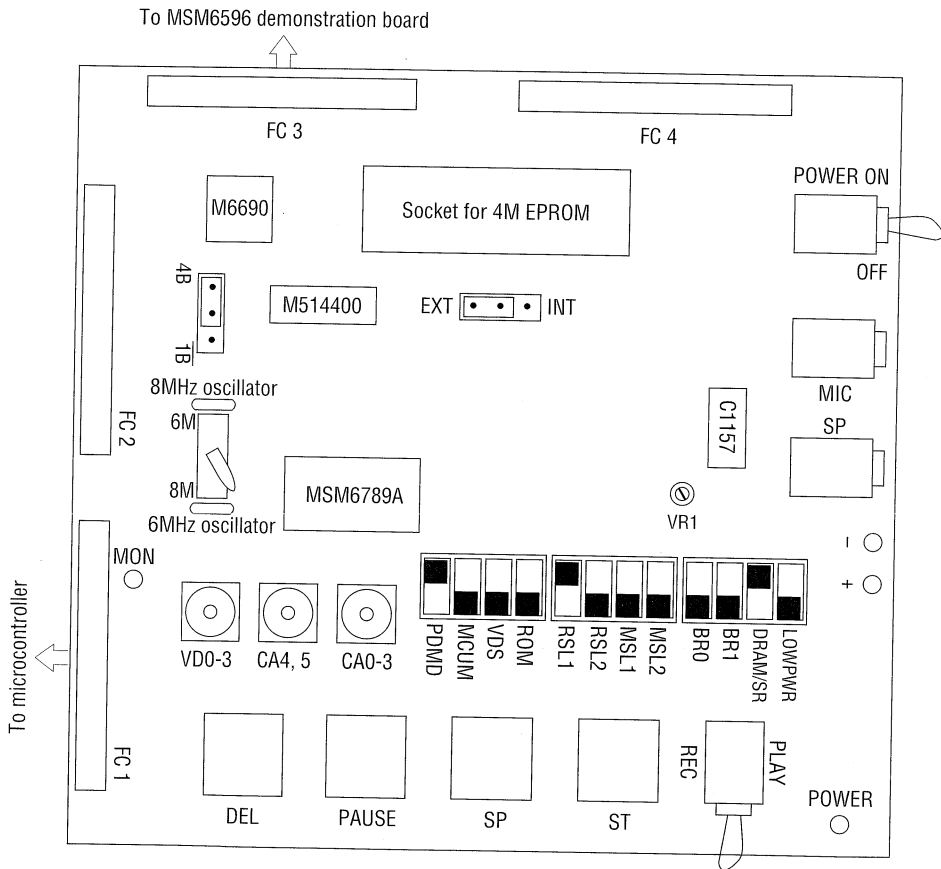 To MSM6596 demonstration board
FC 3
FC 4
POWER ON
M6690
Socket for 4M EPROM
OFF
4B
M514400
EXT
INT
1B
MIC
8MHz oscillator
6M
FC 2
C1157
SP
8M
MSM6789A
6MHz oscillator
VR1
MON
−
+
To microcontroller
VD0-3
CA4, 5
CA0-3
PDMD
MCUM
VDS
ROM
RSL1
RSL2
MSL1
MSL2
BR0
BR1
DRAM/SR
LOWPWR
FC 1
REC
PLAY
DEL
PAUSE
SP
ST
POWER